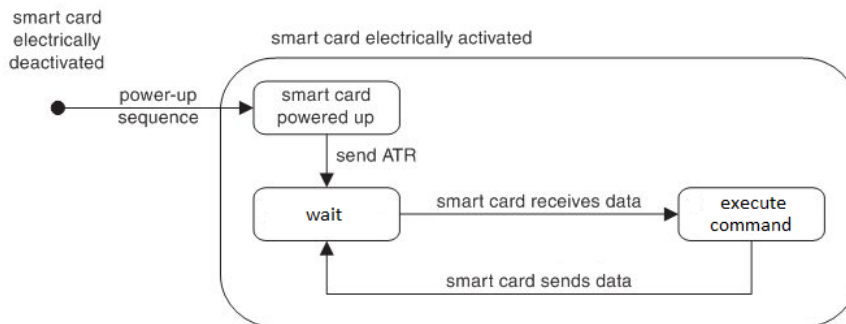 smart card
electrically
deactivated
smart card electrically activated
power-up
sequence
smart card
powered up
send ATR
wait
smart card receives data
execute
command
smart card sends data